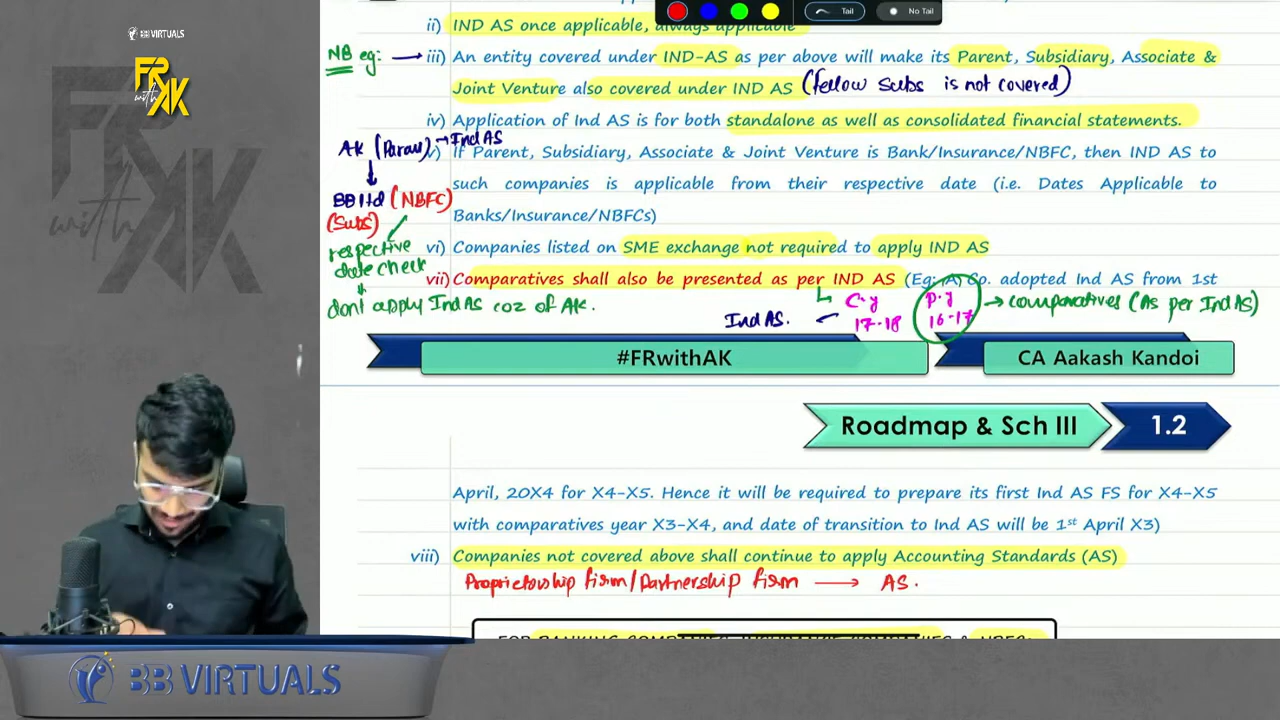 Tail
No Tail
BB VIRTUALS
FR
with
AK
FR
with
AK
ii) IND AS once applicable, always applicable
NB eg: → iii) An entity covered under IND-AS as per above will make its Parent, Subsidiary, Associate &
Joint Venture also covered under IND AS (fellow subs is not covered)
iv) Application of Ind AS is for both standalone as well as consolidated financial statements.
AK (Parent) → Ind AS
v) If Parent, Subsidiary, Associate & Joint Venture is Bank/Insurance/NBFC, then IND AS to
such companies is applicable from their respective date (i.e. Dates Applicable to
Banks/Insurance/NBFCs)
BB ltd (NBFC)
(Subs)
respective
date check
dont apply Ind AS coz of AK.
vi) Companies listed on SME exchange not required to apply IND AS
vii) Comparatives shall also be presented as per IND AS (Eg: A) Co. adopted Ind AS from 1st
Ind AS. C.y 17-18
P.y 16-17 → comparatives (As per Ind AS)
#FRwithAK
CA Aakash Kandoi
Roadmap & Sch III
1.2
April, 20X4 for X4-X5. Hence it will be required to prepare its first Ind AS FS for X4-X5
with comparatives year X3-X4, and date of transition to Ind AS will be 1st April X3)
viii) Companies not covered above shall continue to apply Accounting Standards (AS)
Proprietorship firm/Partnership firm → AS.
BB VIRTUALS